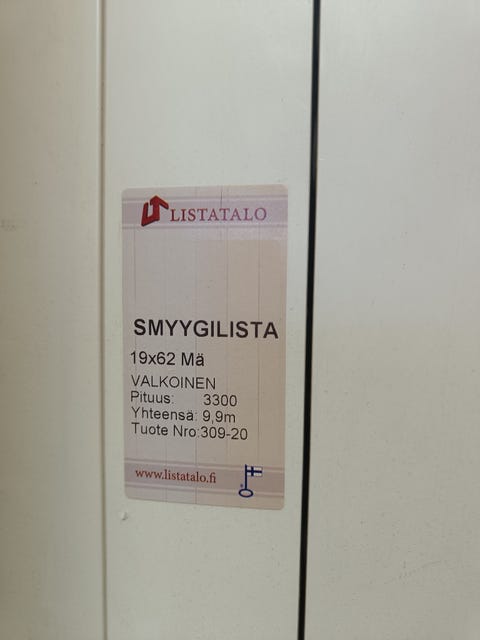 LISTATALO
SMYYGILISTA
19x62 Mä
VALKOINEN
Pituus: 3300
Yhteensä: 9,9m
Tuote Nro:309-20
www.listatalo.fi